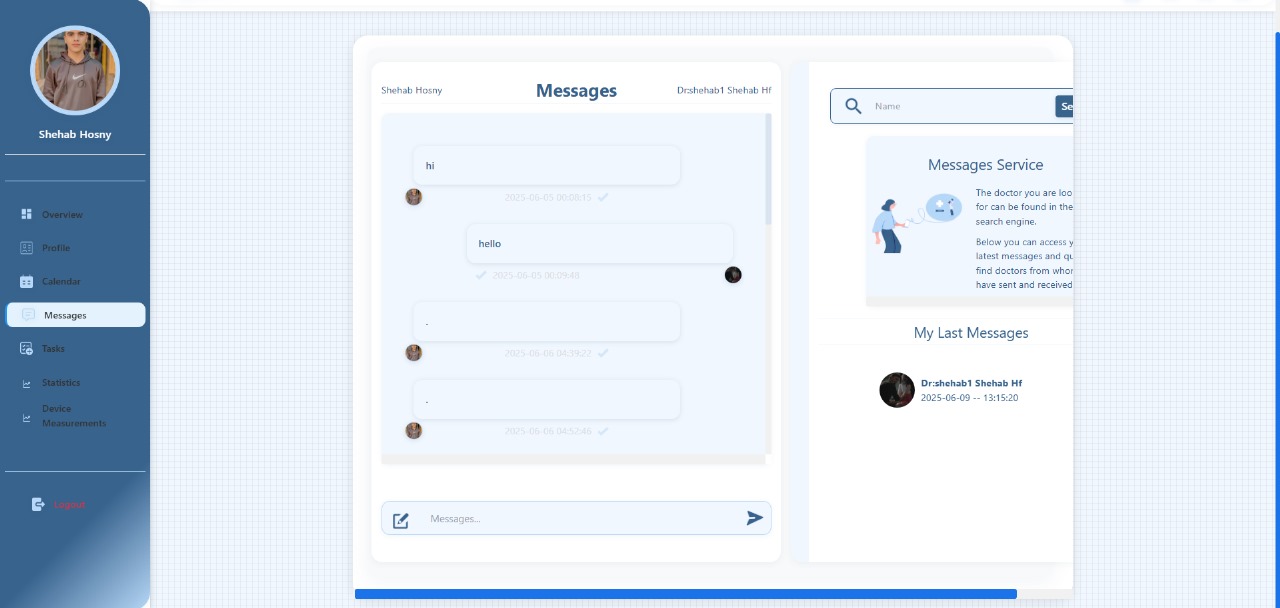 Shehab Hosny
Overview
Profile
Calendar
Messages
Tasks
Statistics
Device
Measurements
Logout
Shehab Hosny
Messages
Dr:shehab1 Shehab Hf
hi
2025-06-05 00:08:15
hello
2025-06-05 00:09:48
.
2025-06-06 04:39:22
.
2025-06-06 04:52:46
Messages...
Name
Se
Messages Service
The doctor you are loo
for can be found in the
search engine.
Below you can access y
latest messages and qu
find doctors from whom
have sent and received
My Last Messages
Dr:shehab1 Shehab Hf
2025-06-09 -- 13:15:20